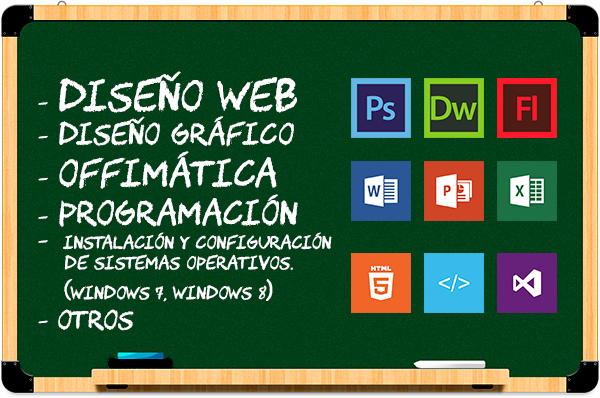 - DISEÑO WEB
- DISEÑO GRÁFICO
- OFFIMÁTICA
- PROGRAMACIÓN
- INSTALACIÓN Y CONFIGURACIÓN
DE SISTEMAS OPERATIVOS.
(WINDOWS 7, WINDOWS 8)
- OTROS
Ps Dw Fl
W P X
HTML 5 </>